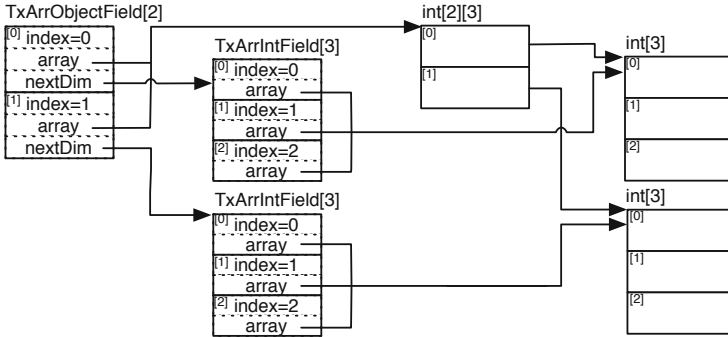 TxArrObjectField[2]
[0] index=0
array
nextDim
[1] index=1
array
nextDim
TxArrIntField[3]
[0] index=0
array
[1] index=1
array
[2] index=2
array
TxArrIntField[3]
[0] index=0
array
[1] index=1
array
[2] index=2
array
int[2][3]
[0]
[1]
int[3]
[0]
[1]
[2]
int[3]
[0]
[1]
[2]